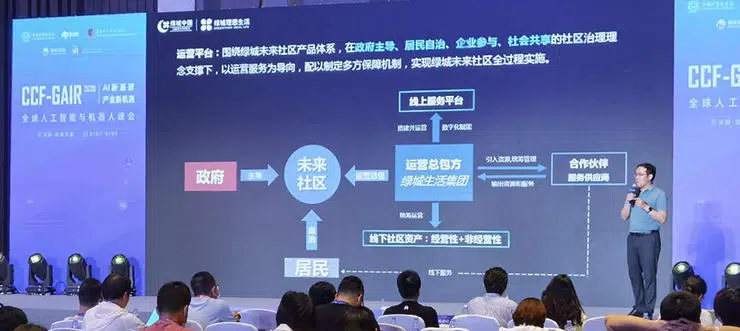 绿城中国
绿城理想生活
运营平台：围绕绿城未来社区产品体系，在政府主导、居民自治、企业参与、社会共享的社区治理理
念支撑下，以运营服务为导向，配以制定多方保障机制，实现绿城未来社区全过程实施。
CCF-GAIR 2020
AI新基建
产业新机遇
全球人工智能与机器人峰会
线上服务平台
搭建并运营
数字化赋能
政府
主导
未来
社区
运营总包
运营总包方
绿城生活集团
引入资源,统筹管理
输出资源和服务
合作伙伴
服务供应商
统筹运营
自治
线下社区资产：经营性+非经营性
居民
线下服务
CCF-G
全球人工